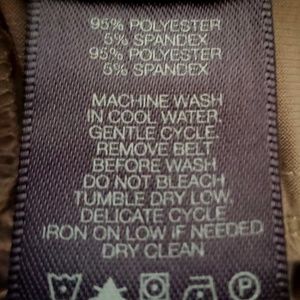 95% POLYESTER
5% SPANDEX
95% POLYESTER
5% SPANDEX
MACHINE WASH
IN COOL WATER.
GENTLE CYCLE.
REMOVE BELT
BEFORE WASH
DO NOT BLEACH
TUMBLE DRY LOW,
DELICATE CYCLE
IRON ON LOW IF NEEDED
DRY CLEAN
P